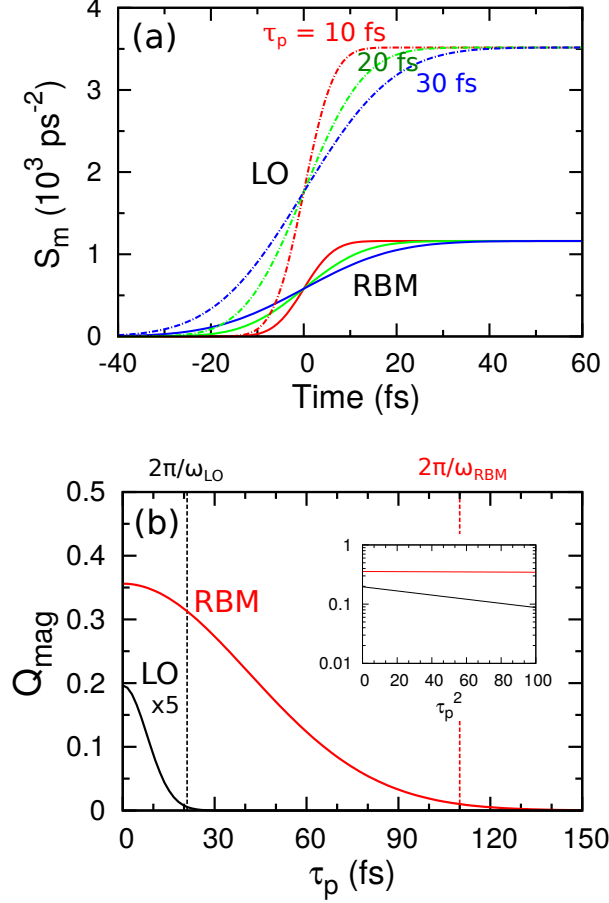 (a)
τp = 10 fs
20 fs
30 fs
LO
RBM
Sm (10³ ps⁻²)
4
3
2
1
0
-40 -20 0 20 40 60
Time (fs)
2π/ωLO 2π/ωRBM
(b)
RBM
LO
x5
Qmag
0.5
0.4
0.3
0.2
0.1
0
0 30 60 90 120 150
τp (fs)
1
0.1
0.01
0 20 40 60 80 100
τp²